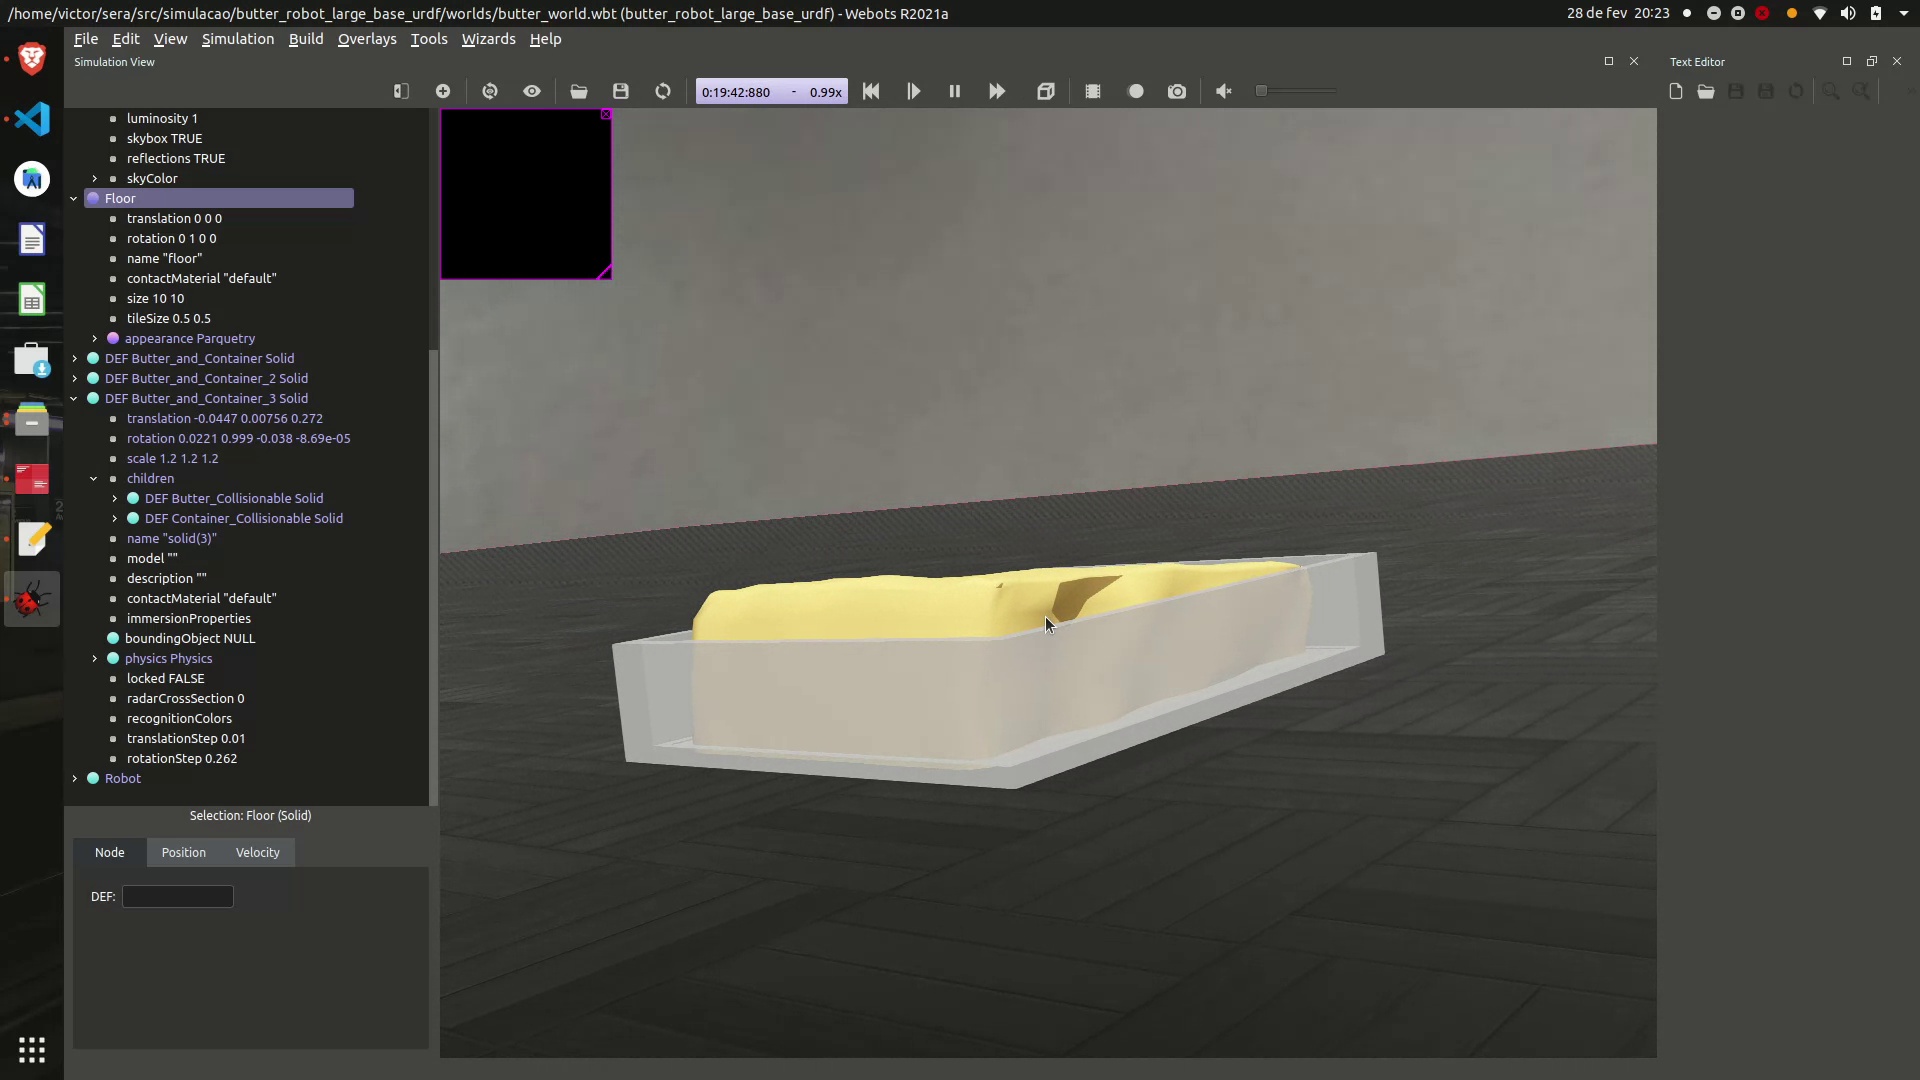 /home/victor/sera/src/simulacao/butter_robot_large_base_urdf/worlds/butter_world.wbt (butter_robot_large_base_urdf) - Webots R2021a
28 de fev 20:23
File Edit View Simulation Build Overlays Tools Wizards Help
Simulation View
Text Editor
0:19:42:880 - 0.99x
luminosity 1
skybox TRUE
reflections TRUE
skyColor
Floor
translation 0 0 0
rotation 0 1 0 0
name "floor"
contactMaterial "default"
size 10 10
tileSize 0.5 0.5
appearance Parquetry
DEF Butter_and_Container Solid
DEF Butter_and_Container_2 Solid
DEF Butter_and_Container_3 Solid
translation -0.0447 0.00756 0.272
rotation 0.0221 0.999 -0.038 -8.69e-05
scale 1.2 1.2 1.2
children
DEF Butter_Collisionable Solid
DEF Container_Collisionable Solid
name "solid(3)"
model ""
description ""
contactMaterial "default"
immersionProperties
boundingObject NULL
physics Physics
locked FALSE
radarCrossSection 0
recognitionColors
translationStep 0.01
rotationStep 0.262
Robot
Selection: Floor (Solid)
Node Position Velocity
DEF: